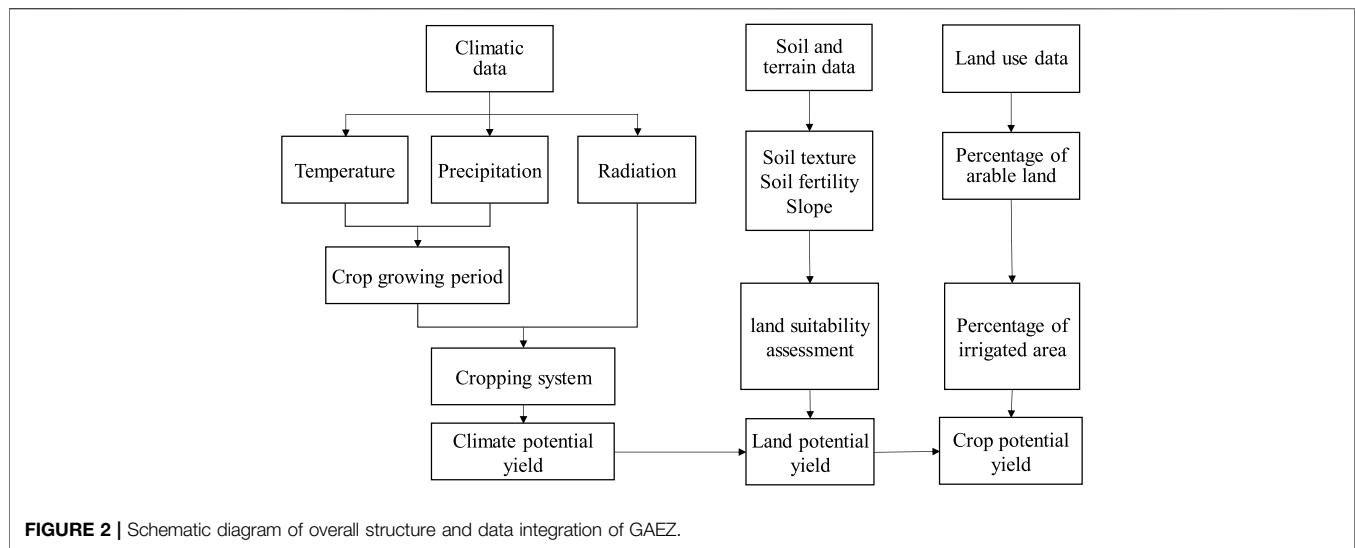 Climatic
data
Soil and
terrain data
Land use data
Temperature
Precipitation
Radiation
Soil texture
Soil fertility
Slope
Percentage of
arable land
Crop growing period
land suitability
assessment
Percentage of
irrigated area
Cropping system
Climate potential
yield
Land potential
yield
Crop potential
yield
FIGURE 2 | Schematic diagram of overall structure and data integration of GAEZ.